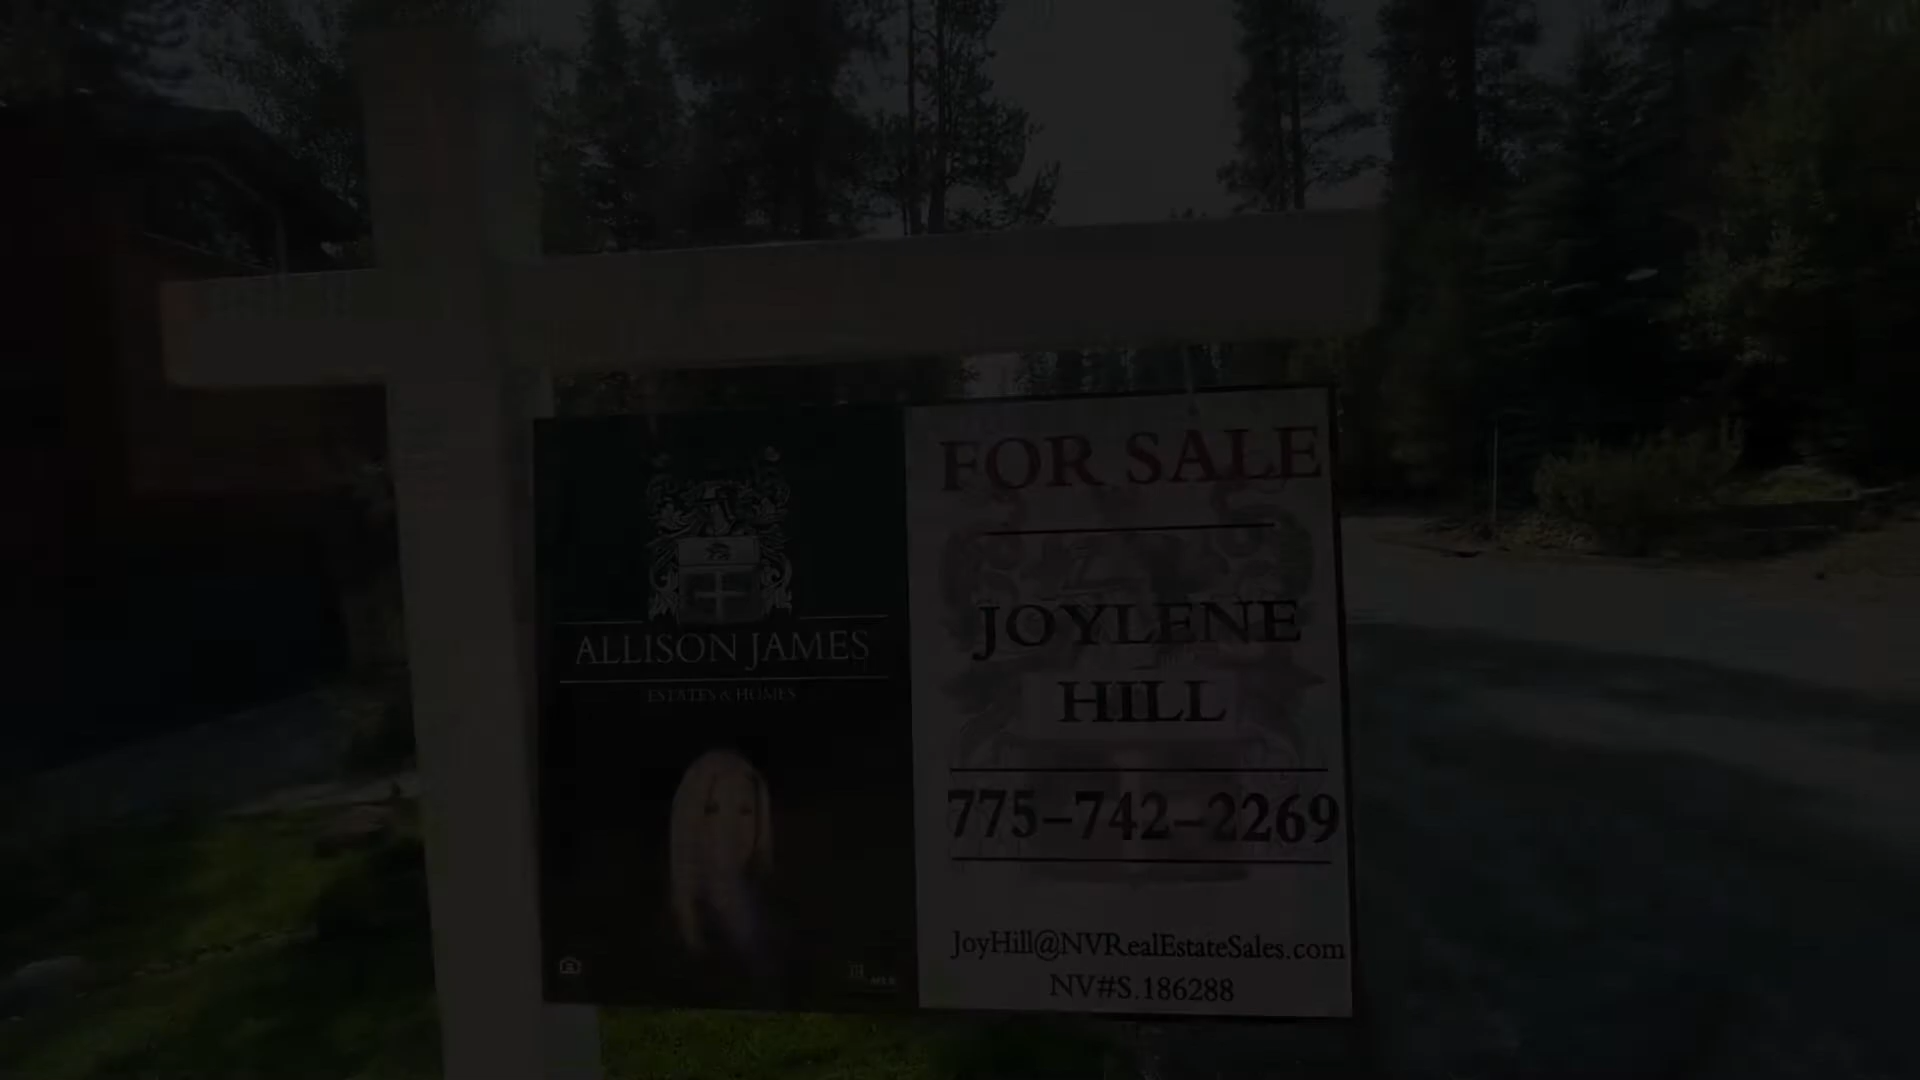 ALLISON JAMES
ESTATES & HOMES
FOR SALE
JOYLENE
HILL
775-742-2269
JoyHill@NVRealEstateSales.com
NV#S.186288